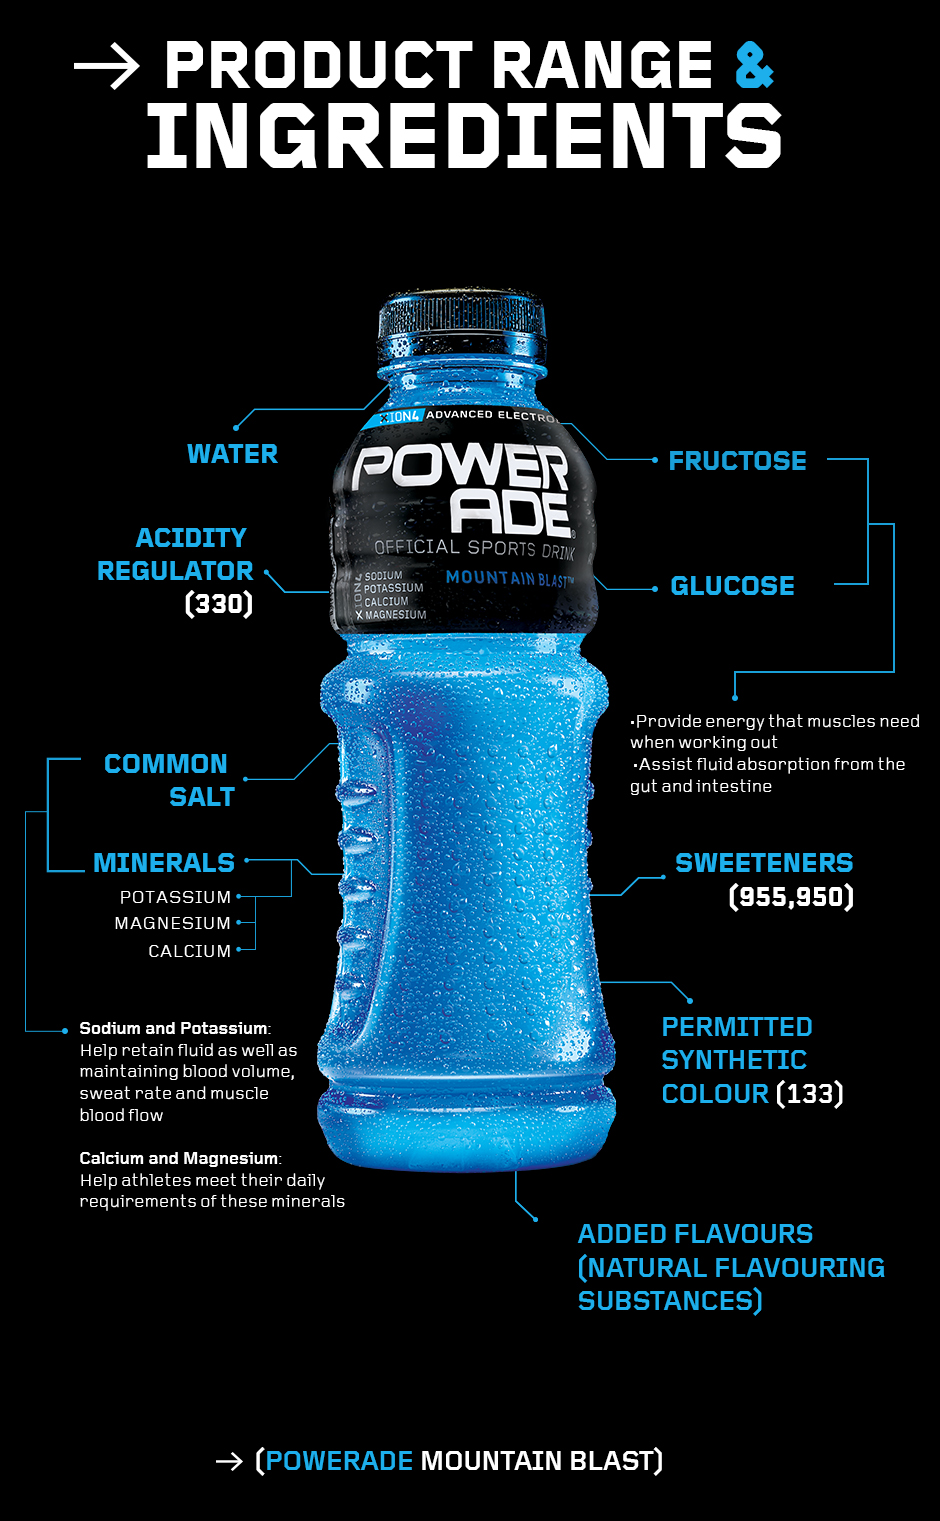 PRODUCT RANGE &
INGREDIENTS
ION4 ADVANCED ELECTRO
POWER
ADE
OFFICIAL SPORTS DRINK
MOUNTAIN BLAST™
ION4
SODIUM
POTASSIUM
CALCIUM
MAGNESIUM
WATER
ACIDITY
REGULATOR
(330)
FRUCTOSE
GLUCOSE
•Provide energy that muscles need
when working out
•Assist fluid absorption from the
gut and intestine
COMMON
SALT
MINERALS
POTASSIUM
MAGNESIUM
CALCIUM
Sodium and Potassium:
Help retain fluid as well as
maintaining blood volume,
sweat rate and muscle
blood flow
Calcium and Magnesium:
Help athletes meet their daily
requirements of these minerals
SWEETENERS
(955,950)
PERMITTED
SYNTHETIC
COLOUR (133)
ADDED FLAVOURS
(NATURAL FLAVOURING
SUBSTANCES)
(POWERADE MOUNTAIN BLAST)